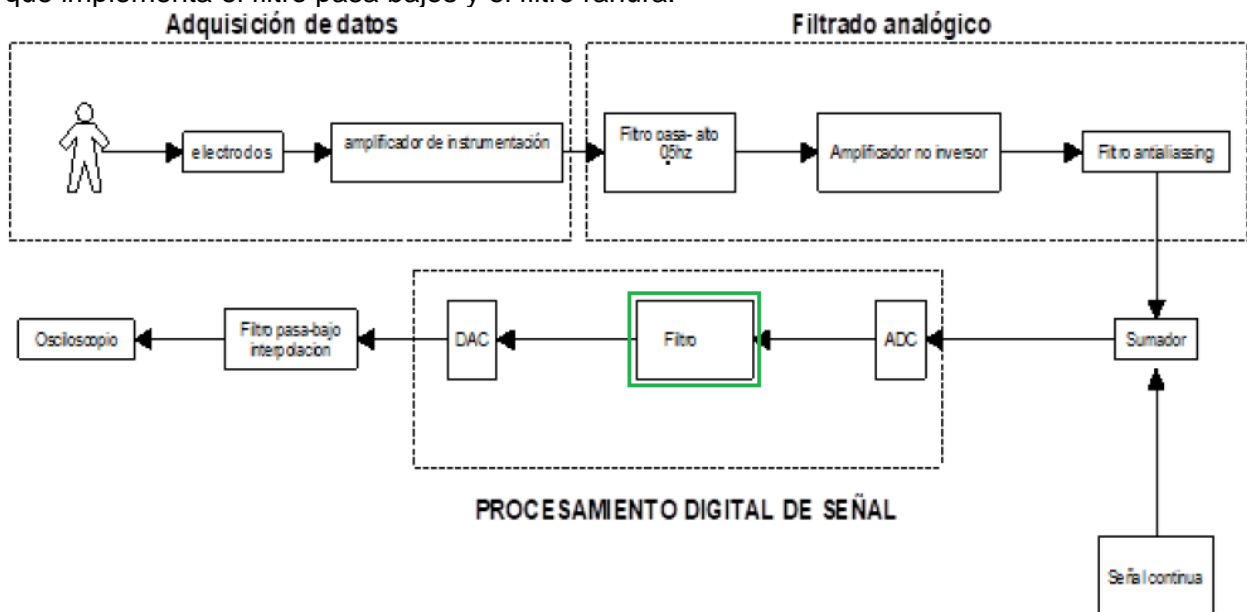 que implementa el filtro pasa bajos y el filtro ranura.
Adquisición de datos
Filtrado analógico
electrodos
amplificador de instrumentación
Filtro pasa- alto
05hz
Amplificador no inversor
Filtro antialiassing
Osciloscopio
Filtro pasa-bajo
interpolacion
DAC
Filtro
ADC
Sumador
PROCESAMIENTO DIGITAL DE SEÑAL
Señal continua